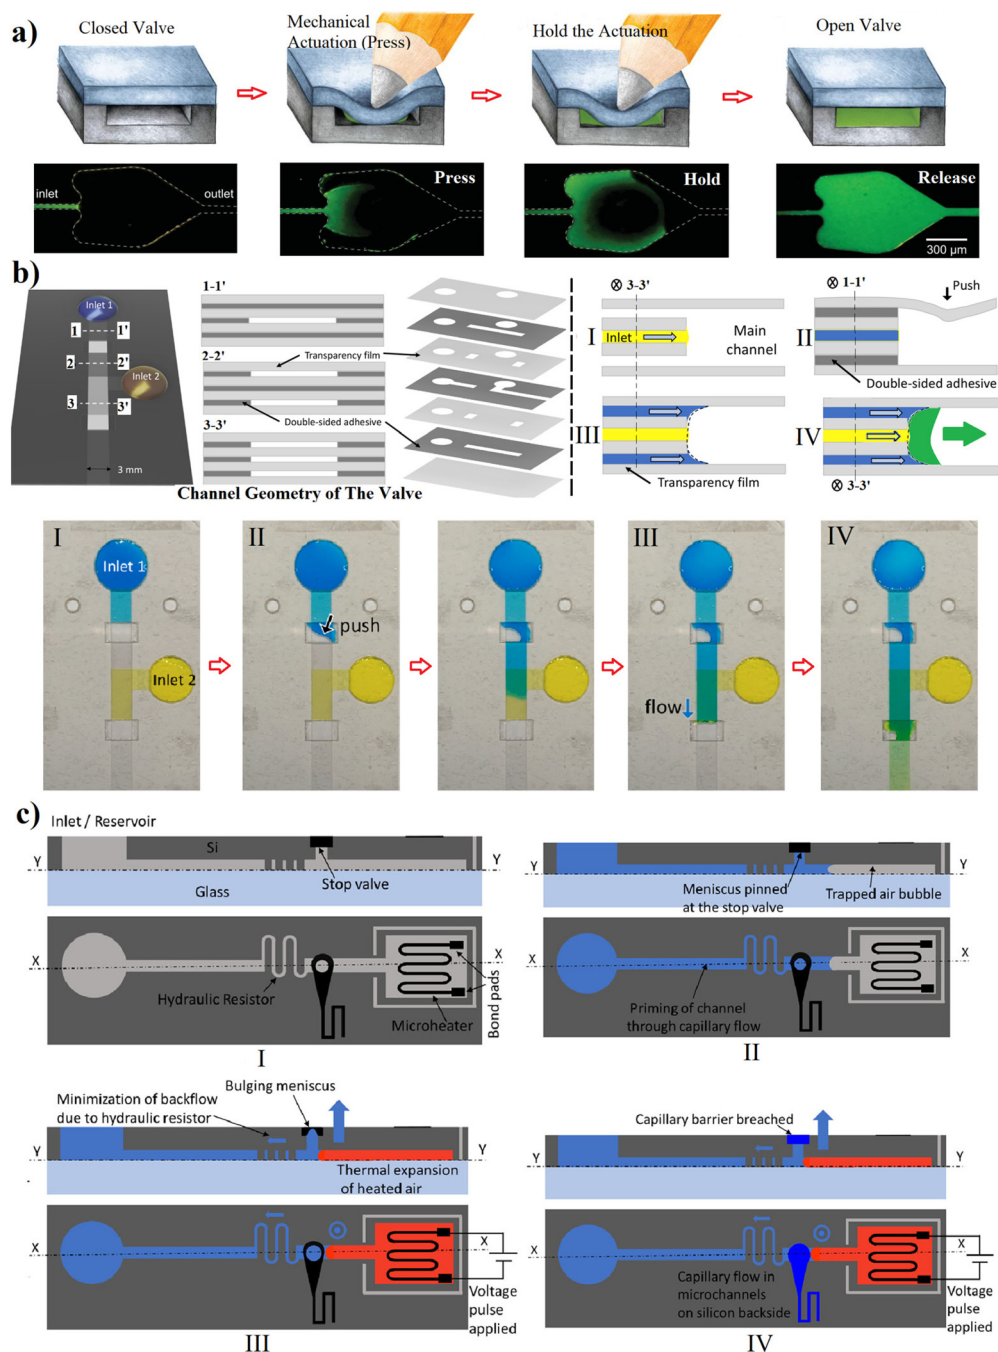 a)
Closed Valve
Mechanical
Actuation (Press)
Hold the Actuation
Open Valve
inlet
outlet
Press
Hold
Release
300 μm
b)
Inlet 1
1
1'
2
2'
Inlet 2
3
3'
3 mm
1-1'
2-2'
Transparency film
Double-sided adhesive
3-3'
Channel Geometry of The Valve
⊗ 3-3'
I
Inlet
Main
channel
⊗ 1-1'
Push
II
Double-sided adhesive
III
Transparency film
IV
⊗ 3-3'
I
Inlet 1
Inlet 2
II
push
III
flow
IV
c)
Inlet / Reservoir
Si
Y
Y
Stop valve
Glass
X
X
Hydraulic Resistor
Microheater
Bond pads
I
Y
Y
Meniscus pinned
at the stop valve
Trapped air bubble
X
X
Priming of channel
through capillary flow
II
Minimization of backflow
due to hydraulic resistor
Bulging meniscus
Y
Y
Thermal expansion
of heated air
X
X
Voltage
pulse
applied
III
Capillary barrier breached
Y
Y
X
X
Capillary flow in
microchannels
on silicon backside
Voltage
pulse
applied
IV